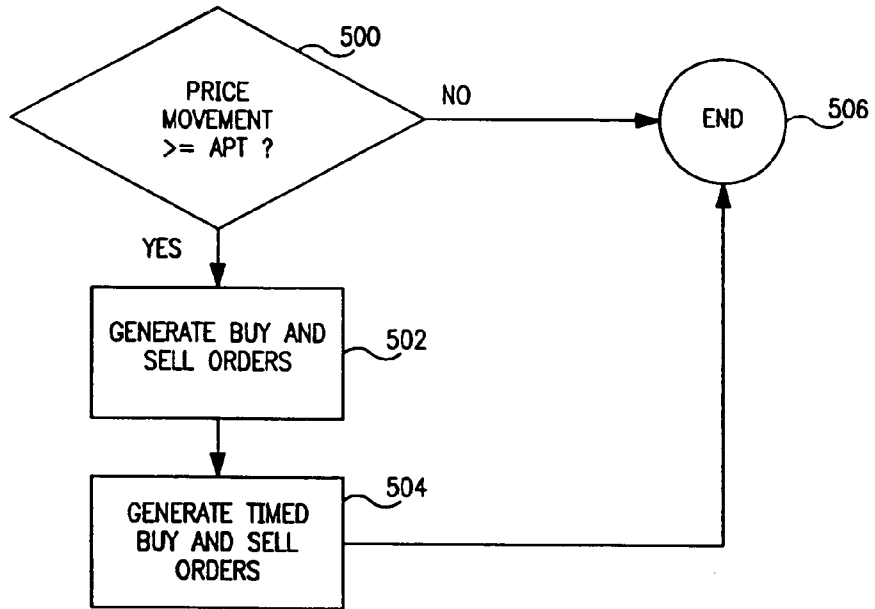 500
PRICE
MOVEMENT
>= APT ?
NO
END
506
YES
GENERATE BUY AND
SELL ORDERS
502
504
GENERATE TIMED
BUY AND SELL
ORDERS